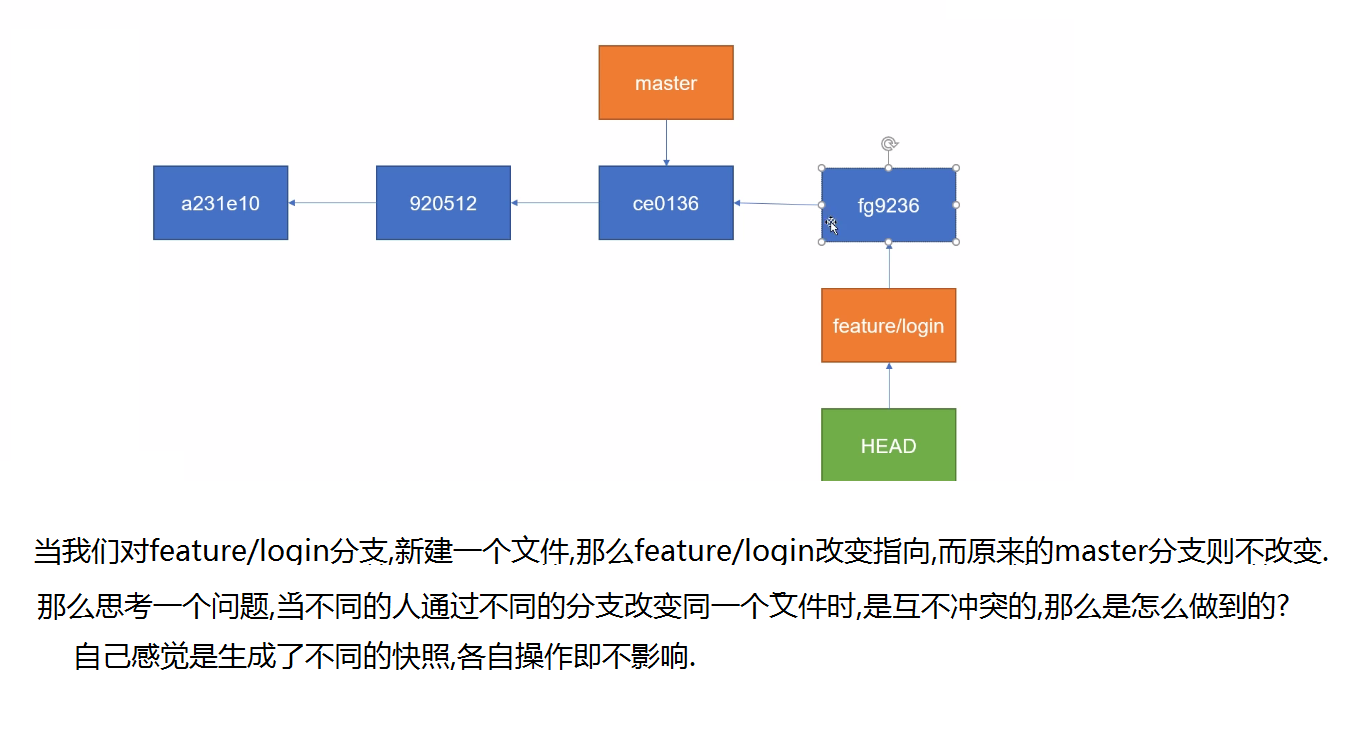 master
a231e10
920512
ce0136
fg9236
feature/login
HEAD
当我们对feature/login分支,新建一个文件,那么feature/login改变指向,而原来的master分支则不改变.
那么思考一个问题,当不同的人通过不同的分支改变同一个文件时,是互不冲突的,那么是怎么做到的?
自己感觉是生成了不同的快照,各自操作即不影响.